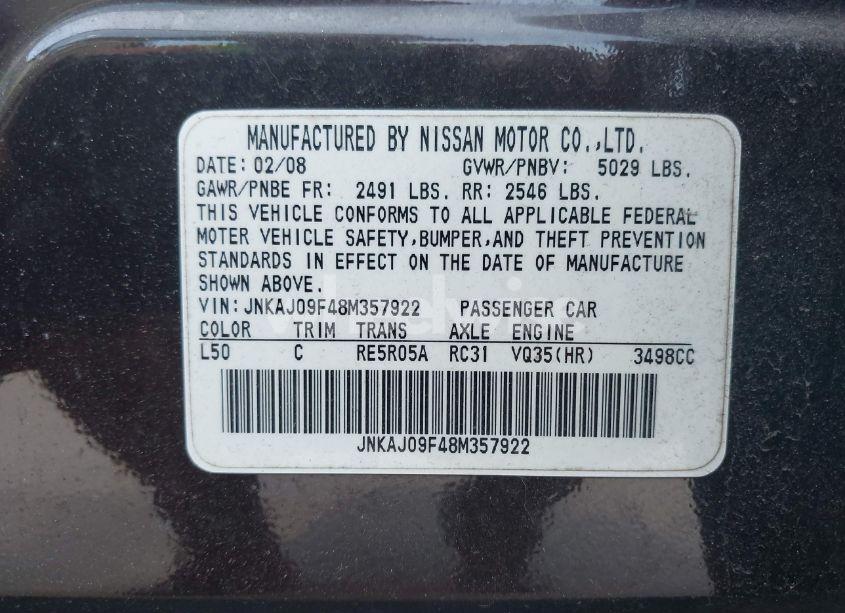 MANUFACTURED BY NISSAN MOTOR CO.,LTD.
DATE: 02/08 GVWR/PNBV: 5029 LBS.
GAWR/PNBE FR: 2491 LBS. RR: 2546 LBS.
THIS VEHICLE CONFORMS TO ALL APPLICABLE FEDERAL
MOTER VEHICLE SAFETY,BUMPER,AND THEFT PREVENTION
STANDARDS IN EFFECT ON THE DATE OF MANUFACTURE
SHOWN ABOVE.
VIN:JNKAJ09F48M357922 PASSENGER CAR
COLOR TRIM TRANS AXLE ENGINE
L50 C RE5R05A RC31 VQ35(HR) 3498CC
JNKAJ09F48M357922